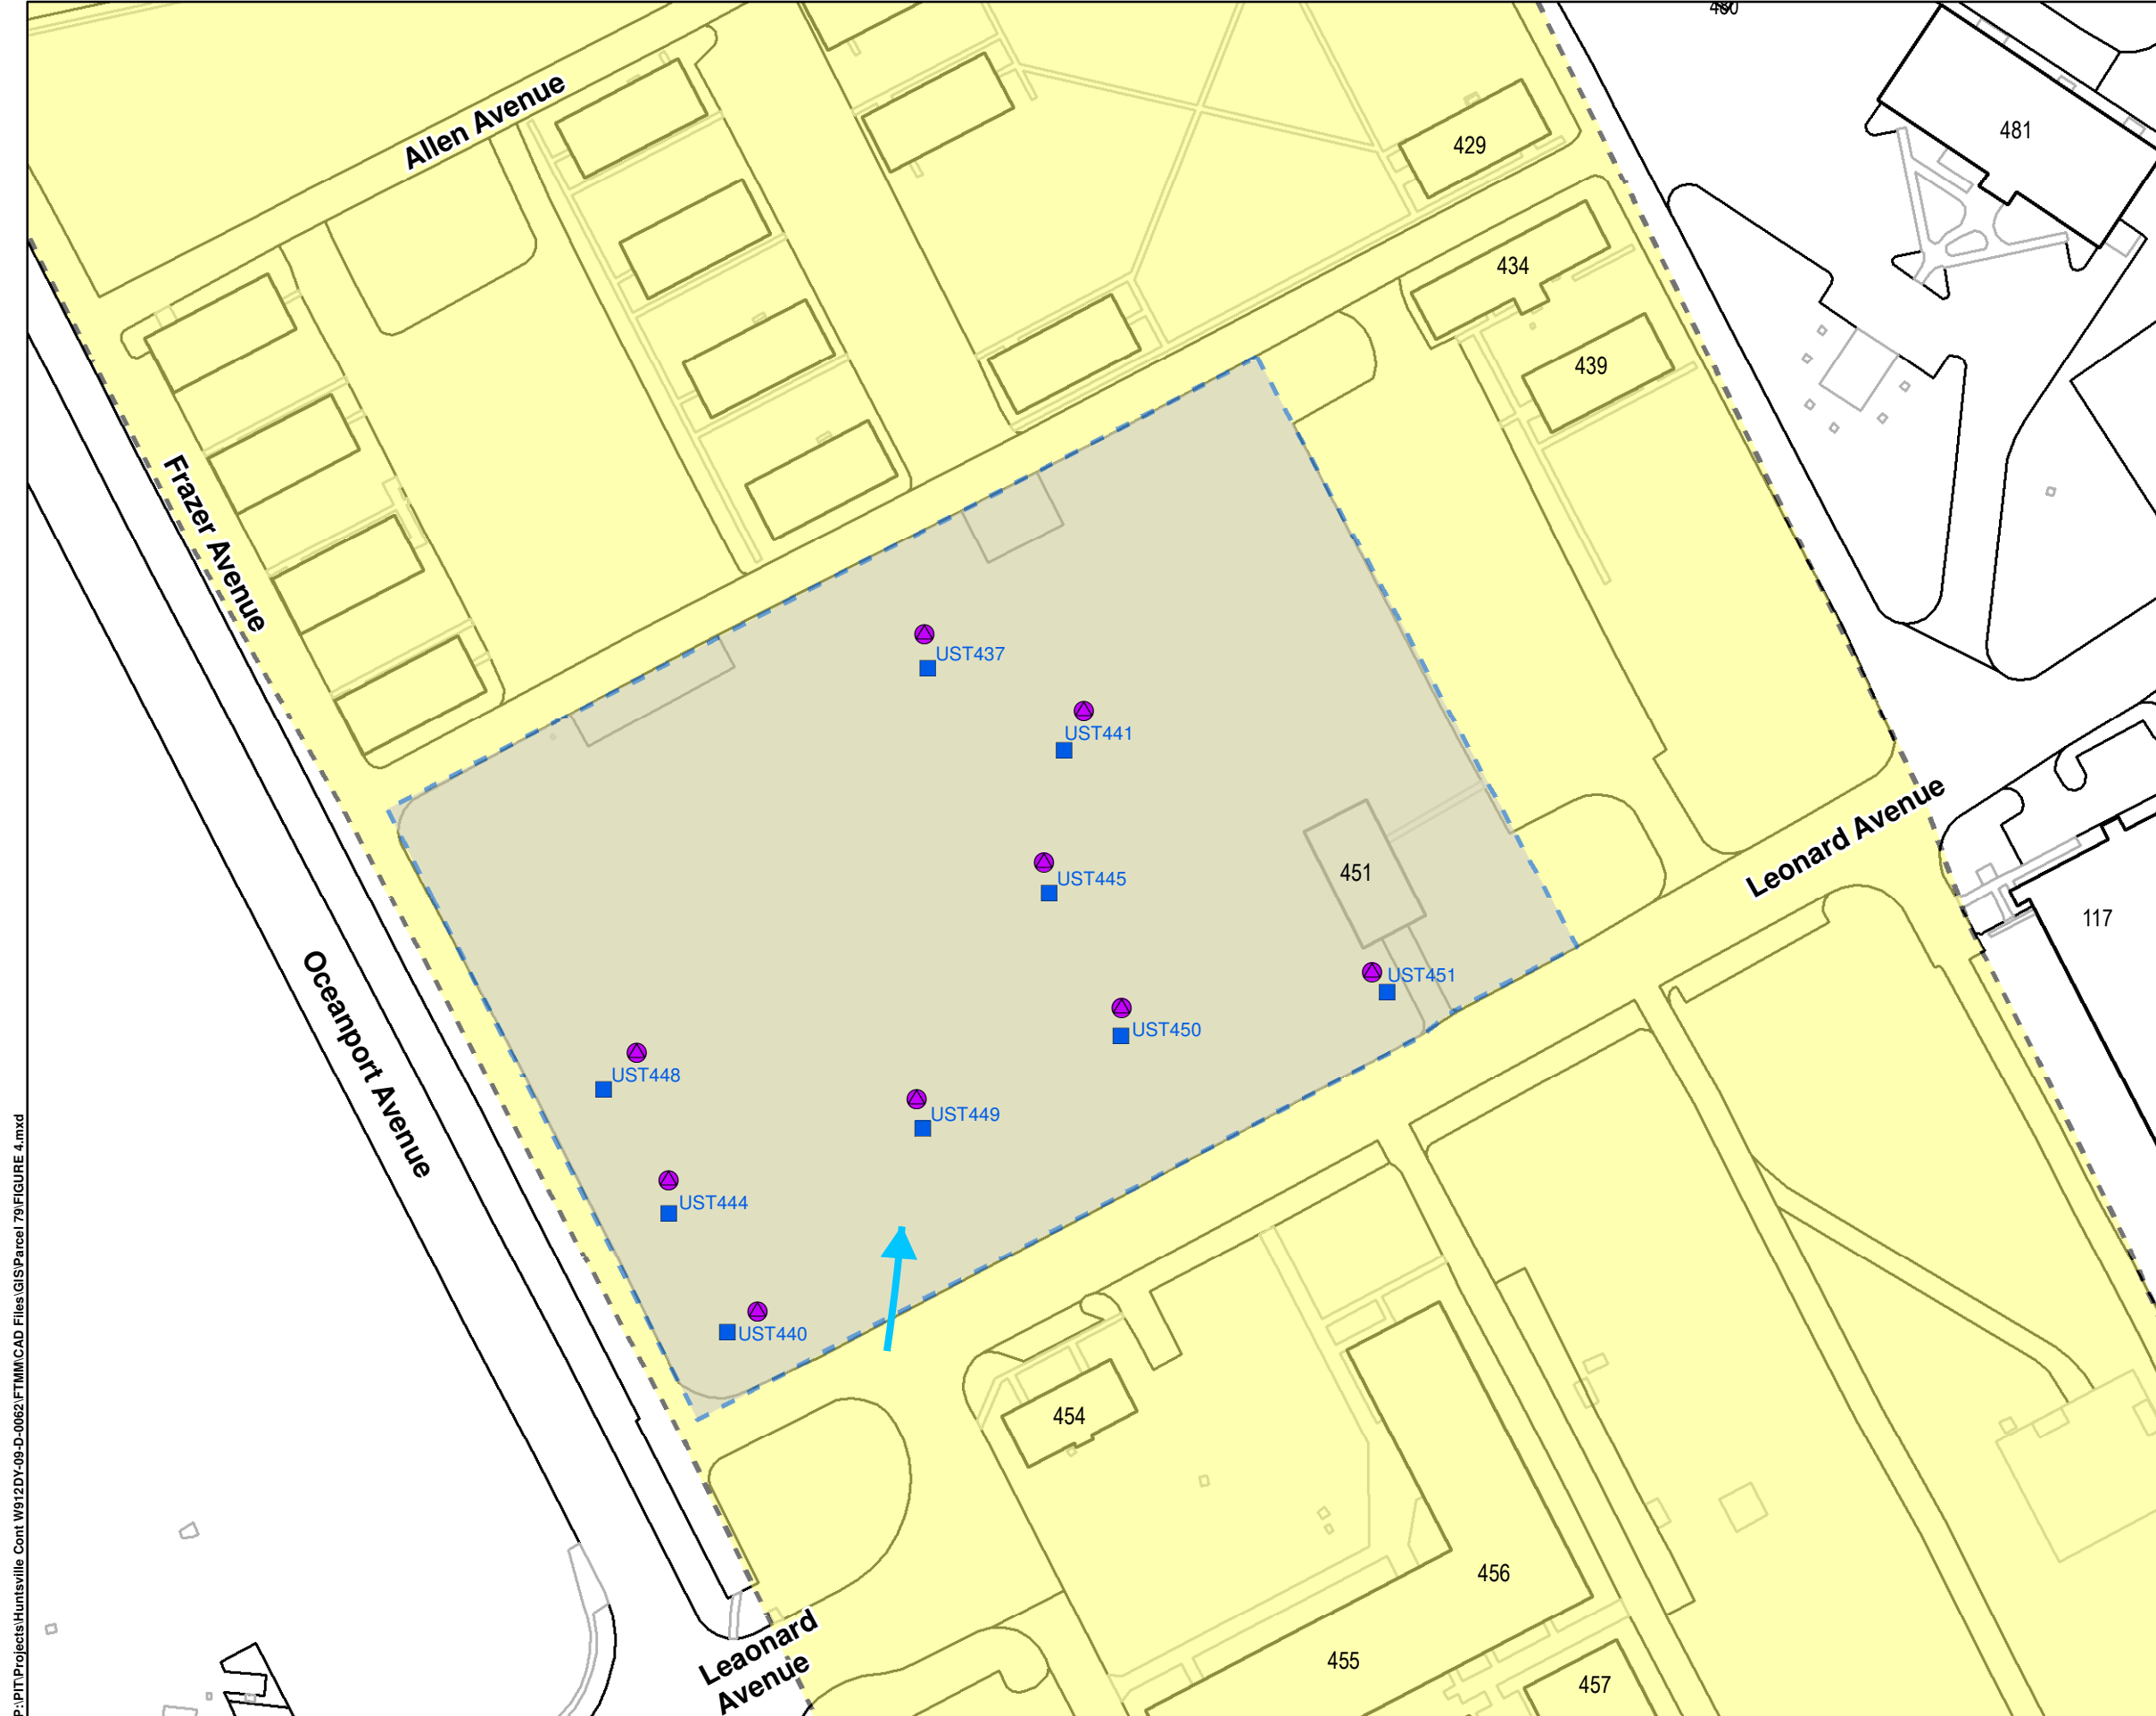 480
481
Allen Avenue
429
434
439
Frazer Avenue
UST437
UST441
Leonard Avenue
451
UST445
117
Oceanport Avenue
UST451
UST450
UST448
UST449
UST444
UST440
454
456
Leaonard
Avenue
455
457
P:\PIT\Projects\Huntsville Cont W912DY-09-D-0062\FTMM\CAD Files\GIS\Parcel 79\FIGURE 4.mxd